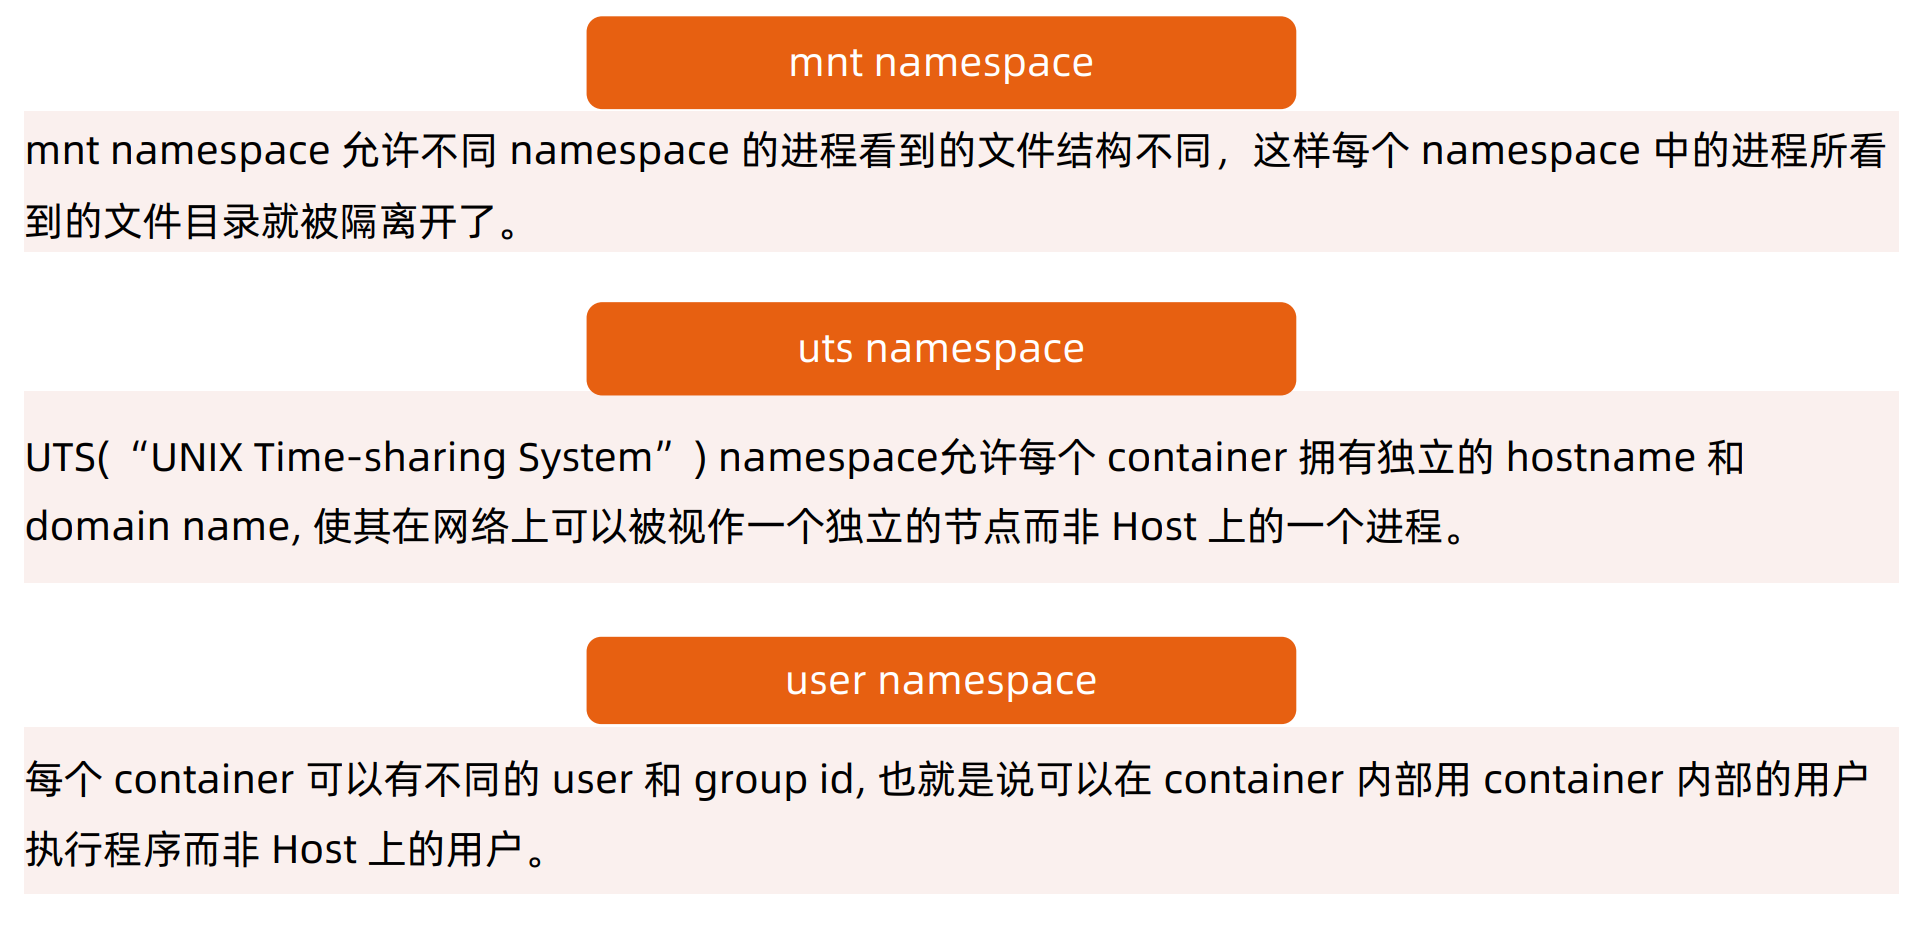 mnt namespace
mnt namespace 允许不同 namespace 的进程看到的文件结构不同，这样每个 namespace 中的进程所看
到的文件目录就被隔离开了。
uts namespace
UTS(“UNIX Time-sharing System”) namespace允许每个 container 拥有独立的 hostname 和
domain name, 使其在网络上可以被视作一个独立的节点而非 Host 上的一个进程。
user namespace
每个 container 可以有不同的 user 和 group id, 也就是说可以在 container 内部用 container 内部的用户
执行程序而非 Host 上的用户。